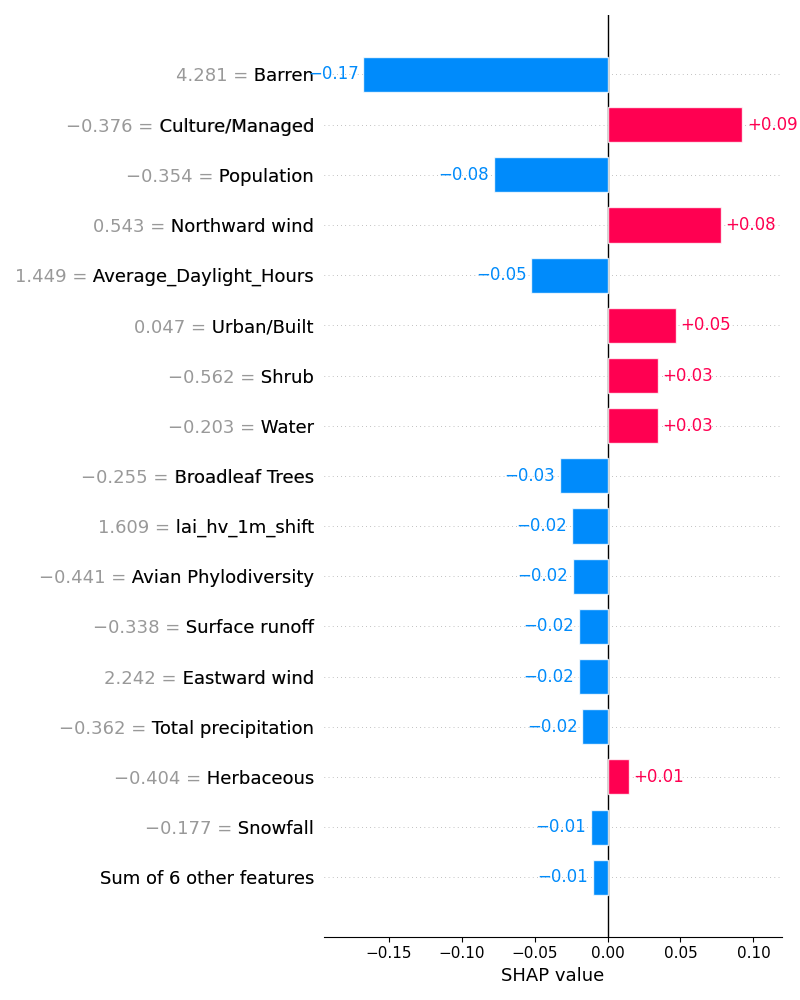 4.281 = Barren −0.17
−0.376 = Culture/Managed +0.09
−0.354 = Population −0.08
0.543 = Northward wind +0.08
1.449 = Average_Daylight_Hours −0.05
0.047 = Urban/Built +0.05
−0.562 = Shrub +0.03
−0.203 = Water +0.03
−0.255 = Broadleaf Trees −0.03
1.609 = lai_hv_1m_shift −0.02
−0.441 = Avian Phylodiversity −0.02
−0.338 = Surface runoff −0.02
2.242 = Eastward wind −0.02
−0.362 = Total precipitation −0.02
−0.404 = Herbaceous +0.01
−0.177 = Snowfall −0.01
Sum of 6 other features −0.01
−0.15 −0.10 −0.05 0.00 0.05 0.10
SHAP value